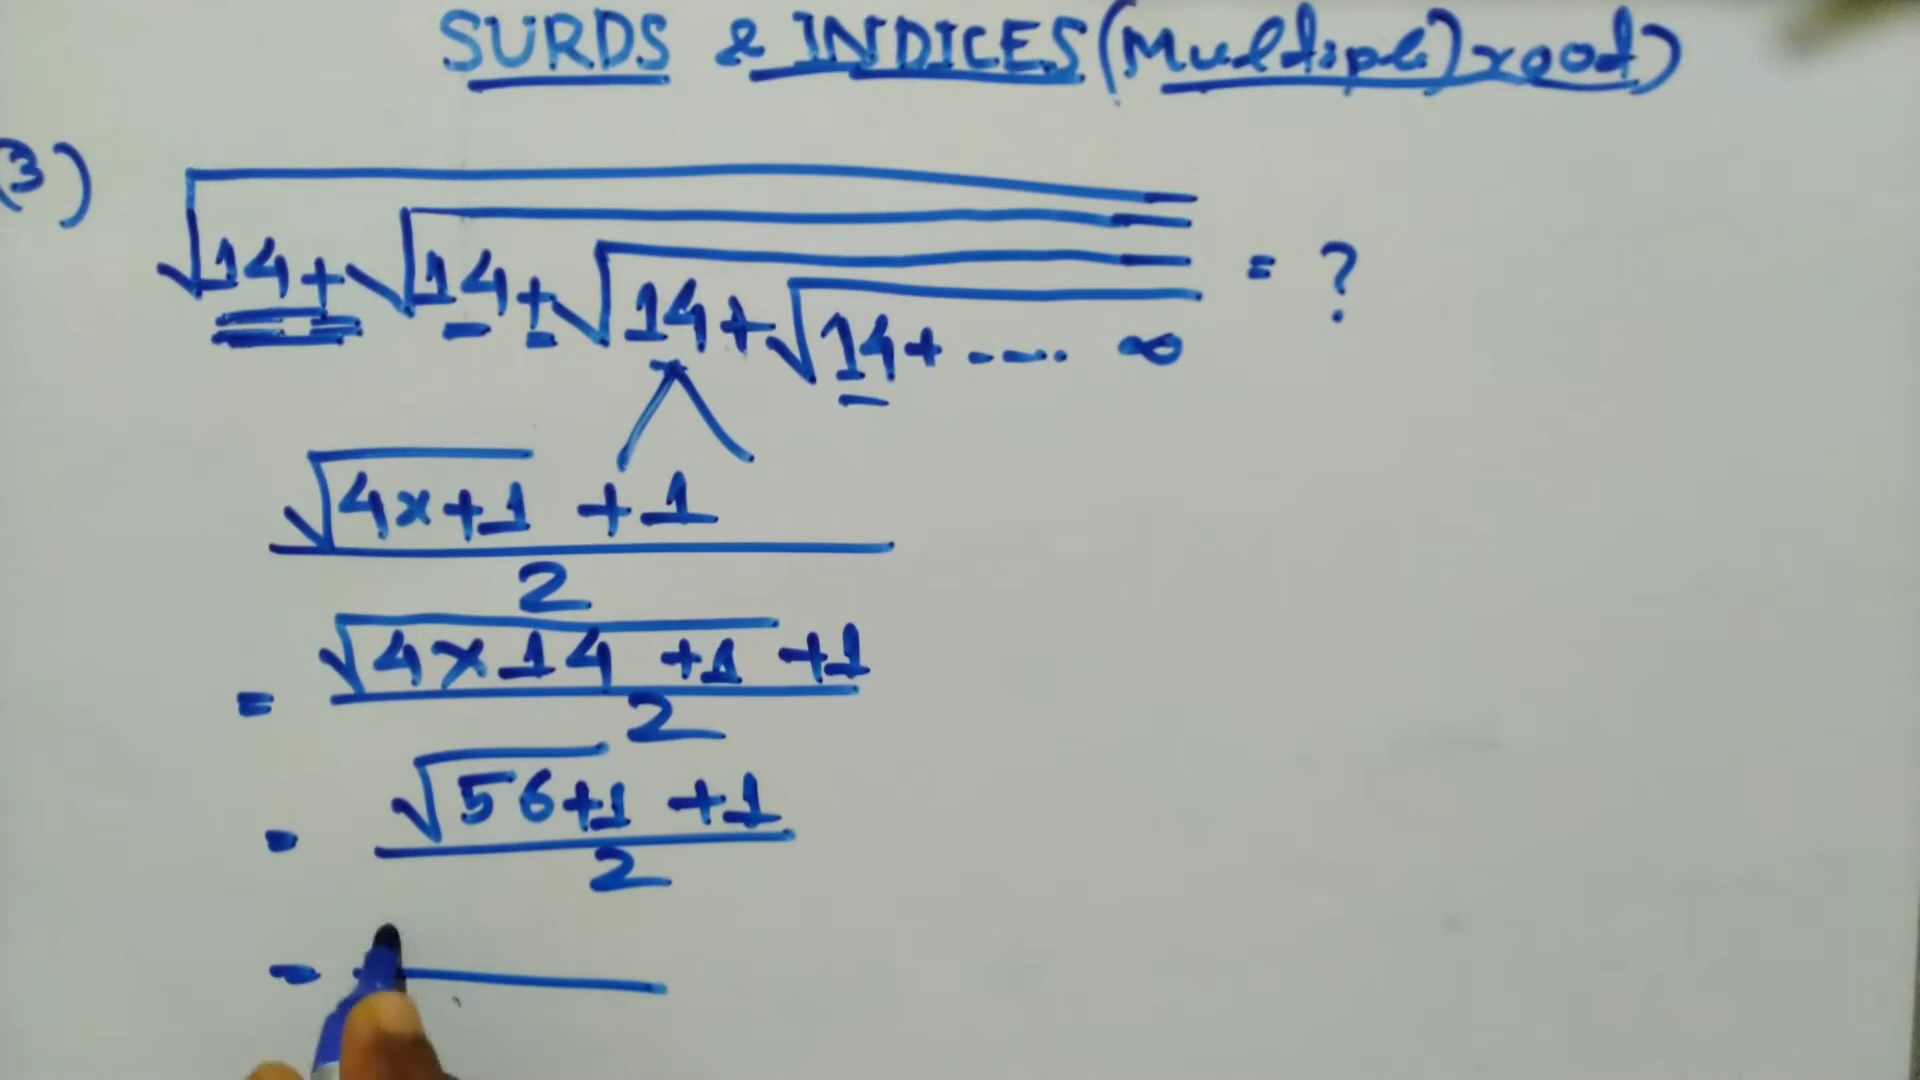 SURDS & INDICES (Multiple) root)
(3) √14+√14+√14+√14+ ..... ∞ = ?
√4x+1 +1
2
= √4×14 +1 +1
2
= √56+1 +1
2
=